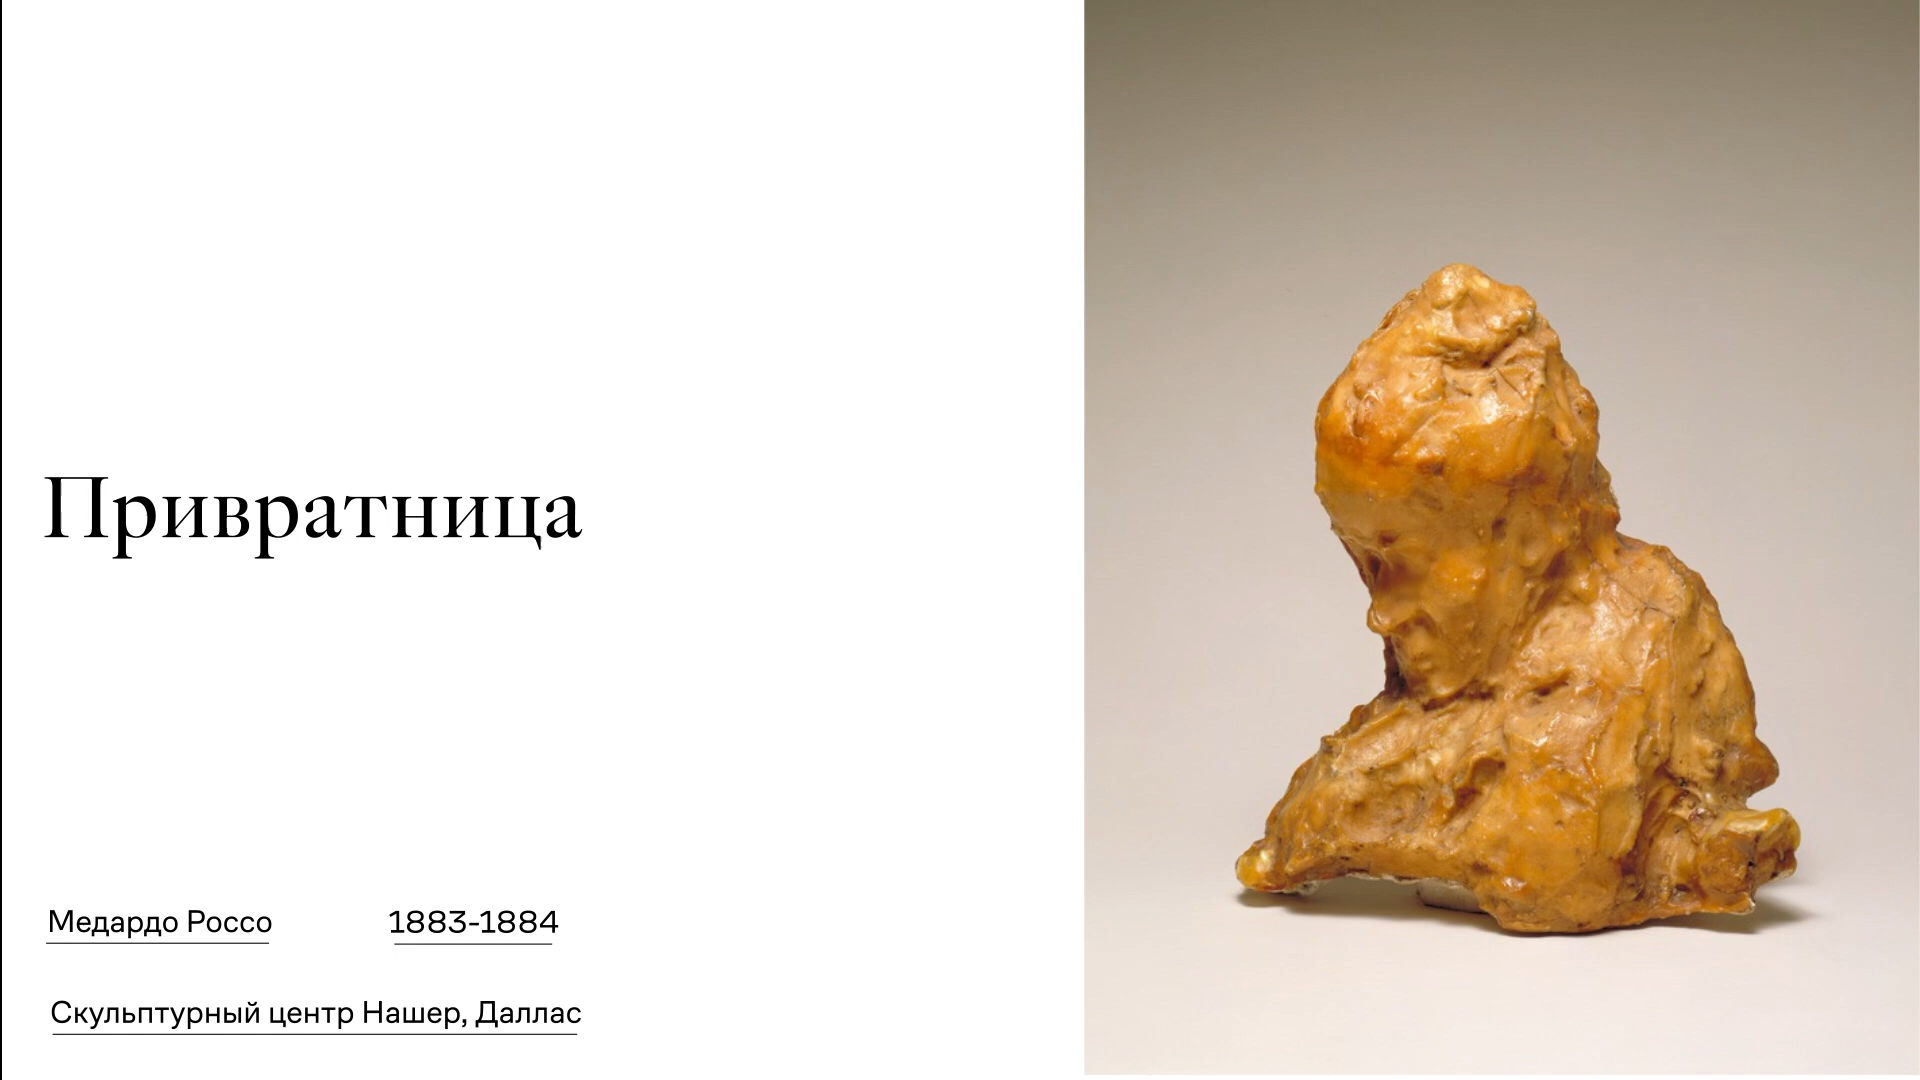 Привратница
Медардо Россо
1883-1884
Скульптурный центр Нашер, Даллас